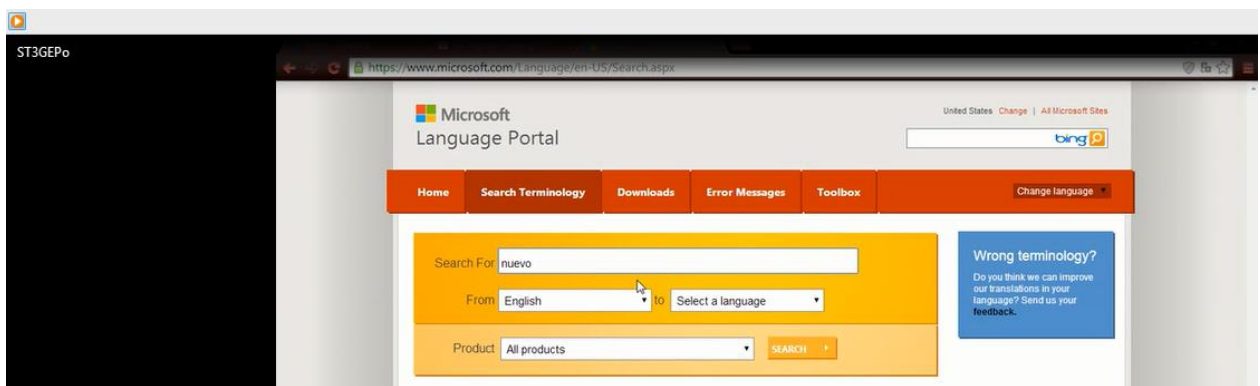 ST3GEPo
https://www.microsoft.com/Language/en-US/Search.aspx
Microsoft
Language Portal
United States Change | All Microsoft Sites
bing
Home Search Terminology Downloads Error Messages Toolbox Change language
Search For nuevo
From English to Select a language
Product All products SEARCH
Wrong terminology?
Do you think we can improve
our translations in your
language? Send us your
feedback.